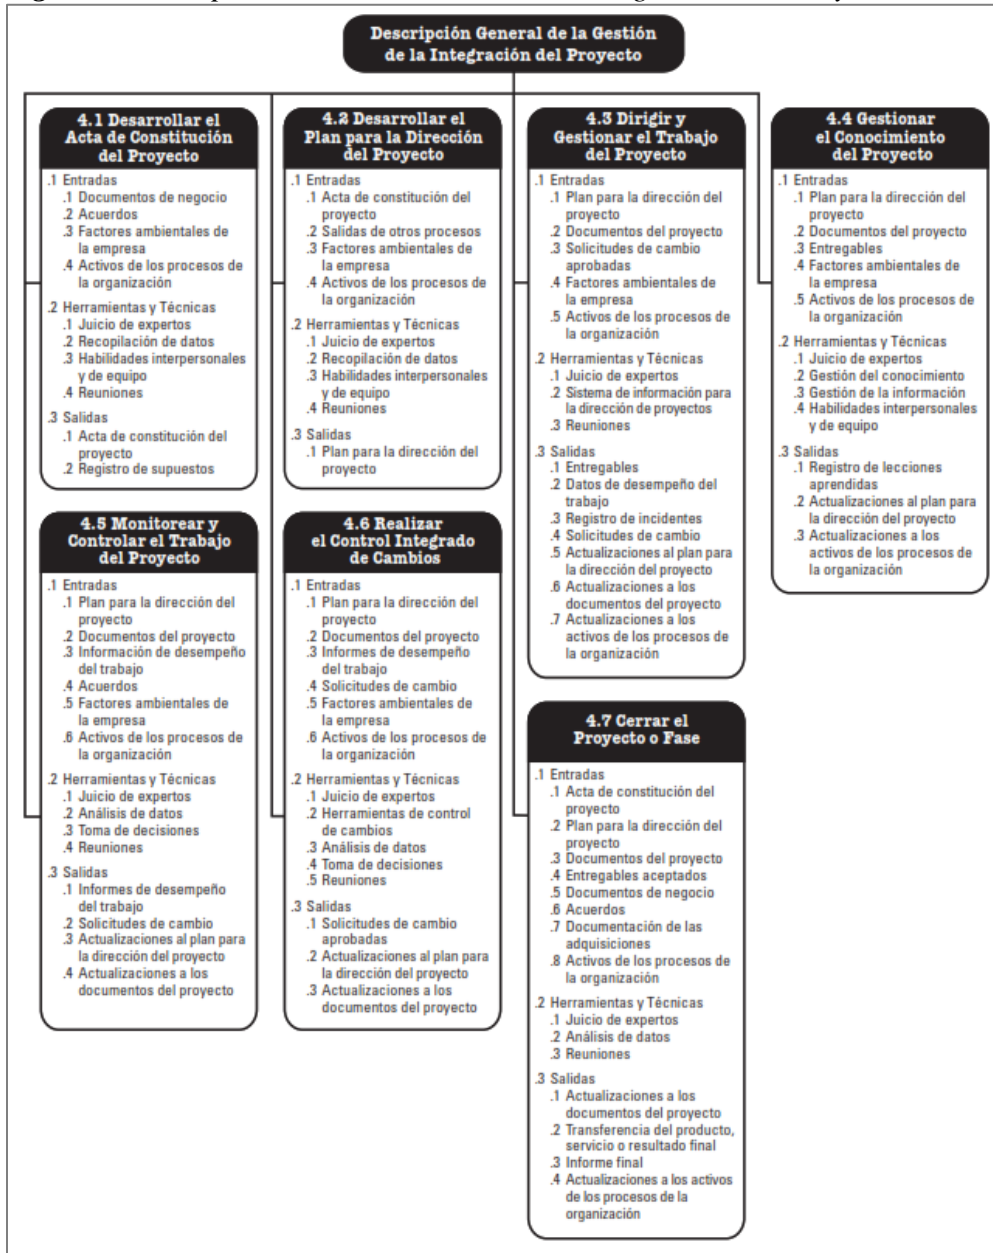 Descripción General de la Gestión
de la Integración del Proyecto
4.1 Desarrollar el
Acta de Constitución
del Proyecto
.1 Entradas
.1 Documentos de negocio
.2 Acuerdos
.3 Factores ambientales de
la empresa
.4 Activos de los procesos de
la organización
.2 Herramientas y Técnicas
.1 Juicio de expertos
.2 Recopilación de datos
.3 Habilidades interpersonales
y de equipo
.4 Reuniones
.3 Salidas
.1 Acta de constitución del
proyecto
.2 Registro de supuestos
4.2 Desarrollar el
Plan para la Dirección
del Proyecto
.1 Entradas
.1 Acta de constitución del
proyecto
.2 Salidas de otros procesos
.3 Factores ambientales de
la empresa
.4 Activos de los procesos de
la organización
.2 Herramientas y Técnicas
.1 Juicio de expertos
.2 Recopilación de datos
.3 Habilidades interpersonales
y de equipo
.4 Reuniones
.3 Salidas
.1 Plan para la dirección del
proyecto
4.3 Dirigir y
Gestionar el Trabajo
del Proyecto
.1 Entradas
.1 Plan para la dirección del
proyecto
.2 Documentos del proyecto
.3 Solicitudes de cambio
aprobadas
.4 Factores ambientales de
la empresa
.5 Activos de los procesos de
la organización
.2 Herramientas y Técnicas
.1 Juicio de expertos
.2 Sistema de información para
la dirección de proyectos
.3 Reuniones
.3 Salidas
.1 Entregables
.2 Datos de desempeño del
trabajo
.3 Registro de incidentes
.4 Solicitudes de cambio
.5 Actualizaciones al plan para
la dirección del proyecto
.6 Actualizaciones a los
documentos del proyecto
.7 Actualizaciones a los
activos de los procesos de
la organización
4.4 Gestionar
el Conocimiento
del Proyecto
.1 Entradas
.1 Plan para la dirección del
proyecto
.2 Documentos del proyecto
.3 Entregables
.4 Factores ambientales de
la empresa
.5 Activos de los procesos de
la organización
.2 Herramientas y Técnicas
.1 Juicio de expertos
.2 Gestión del conocimiento
.3 Gestión de la información
.4 Habilidades interpersonales
y de equipo
.3 Salidas
.1 Registro de lecciones
aprendidas
.2 Actualizaciones al plan para
la dirección del proyecto
.3 Actualizaciones a los
activos de los procesos de
la organización
4.5 Monitorear y
Controlar el Trabajo
del Proyecto
.1 Entradas
.1 Plan para la dirección del
proyecto
.2 Documentos del proyecto
.3 Información de desempeño
del trabajo
.4 Acuerdos
.5 Factores ambientales de
la empresa
.6 Activos de los procesos de
la organización
.2 Herramientas y Técnicas
.1 Juicio de expertos
.2 Análisis de datos
.3 Toma de decisiones
.4 Reuniones
.3 Salidas
.1 Informes de desempeño
del trabajo
.2 Solicitudes de cambio
.3 Actualizaciones al plan para
la dirección del proyecto
.4 Actualizaciones a los
documentos del proyecto
4.6 Realizar
el Control Integrado
de Cambios
.1 Entradas
.1 Plan para la dirección del
proyecto
.2 Documentos del proyecto
.3 Informes de desempeño
del trabajo
.4 Solicitudes de cambio
.5 Factores ambientales de
la empresa
.6 Activos de los procesos de
la organización
.2 Herramientas y Técnicas
.1 Juicio de expertos
.2 Herramientas de control
de cambios
.3 Análisis de datos
.4 Toma de decisiones
.5 Reuniones
.3 Salidas
.1 Solicitudes de cambio
aprobadas
.2 Actualizaciones al plan para
la dirección del proyecto
.3 Actualizaciones a los
documentos del proyecto
4.7 Cerrar el
Proyecto o Fase
.1 Entradas
.1 Acta de constitución del
proyecto
.2 Plan para la dirección del
proyecto
.3 Documentos del proyecto
.4 Entregables aceptados
.5 Documentos de negocio
.6 Acuerdos
.7 Documentación de las
adquisiciones
.8 Activos de los procesos de
la organización
.2 Herramientas y Técnicas
.1 Juicio de expertos
.2 Análisis de datos
.3 Reuniones
.3 Salidas
.1 Actualizaciones a los
documentos del proyecto
.2 Transferencia del producto,
servicio o resultado final
.3 Informe final
.4 Actualizaciones a los activos
de los procesos de la
organización